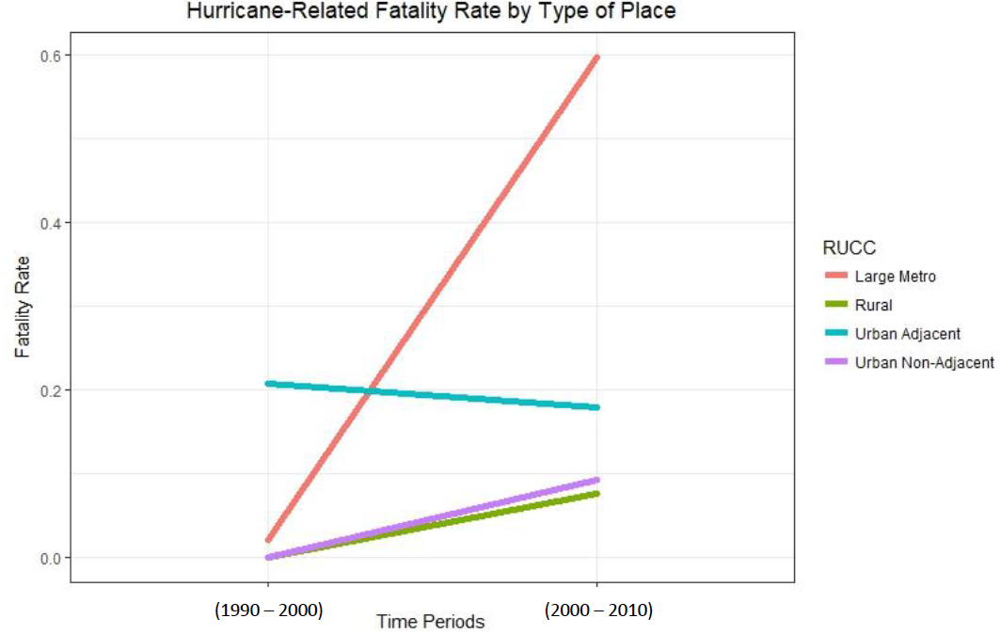 Hurricane-Related Fatality Rate by Type of Place
Fatality Rate
0.6
0.4
0.2
0.0
(1990 – 2000)
(2000 – 2010)
Time Periods
RUCC
Large Metro
Rural
Urban Adjacent
Urban Non-Adjacent